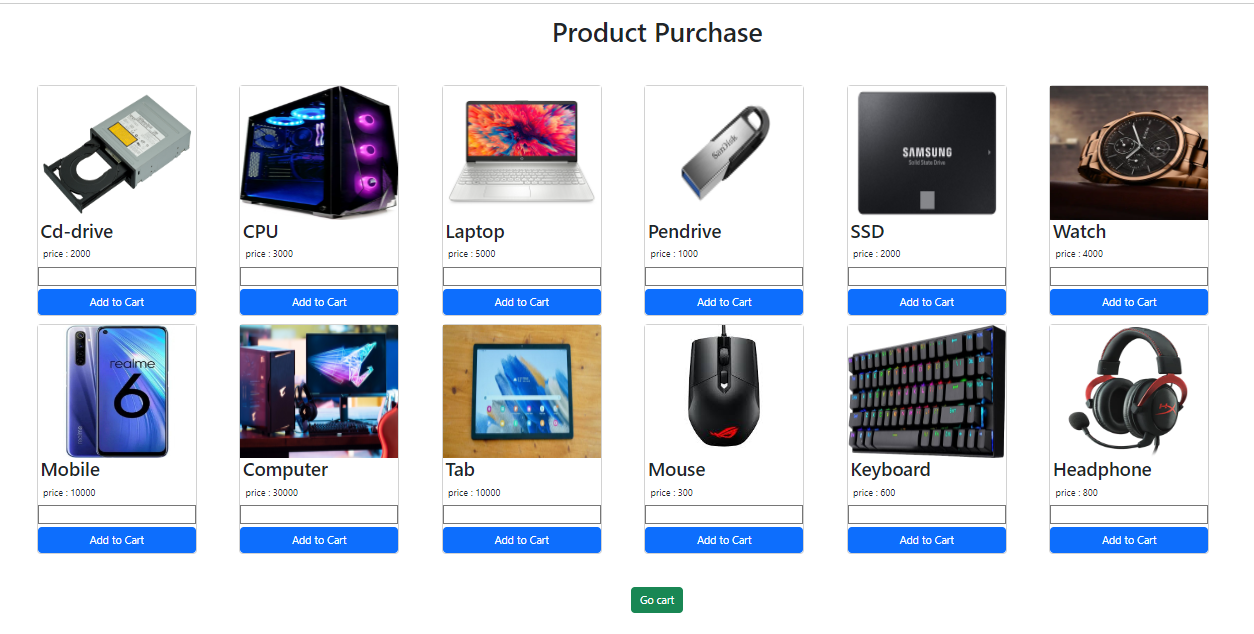 Product Purchase
SanDisk
SAMSUNG
Solid State Drive
Cd-drive
CPU
Laptop
Pendrive
SSD
Watch
price : 2000
price : 3000
price : 5000
price : 1000
price : 2000
price : 4000
Add to Cart
Add to Cart
Add to Cart
Add to Cart
Add to Cart
Add to Cart
realme
6
Mobile
Computer
Tab
Mouse
Keyboard
Headphone
price : 10000
price : 30000
price : 10000
price : 300
price : 600
price : 800
Add to Cart
Add to Cart
Add to Cart
Add to Cart
Add to Cart
Add to Cart
Go cart